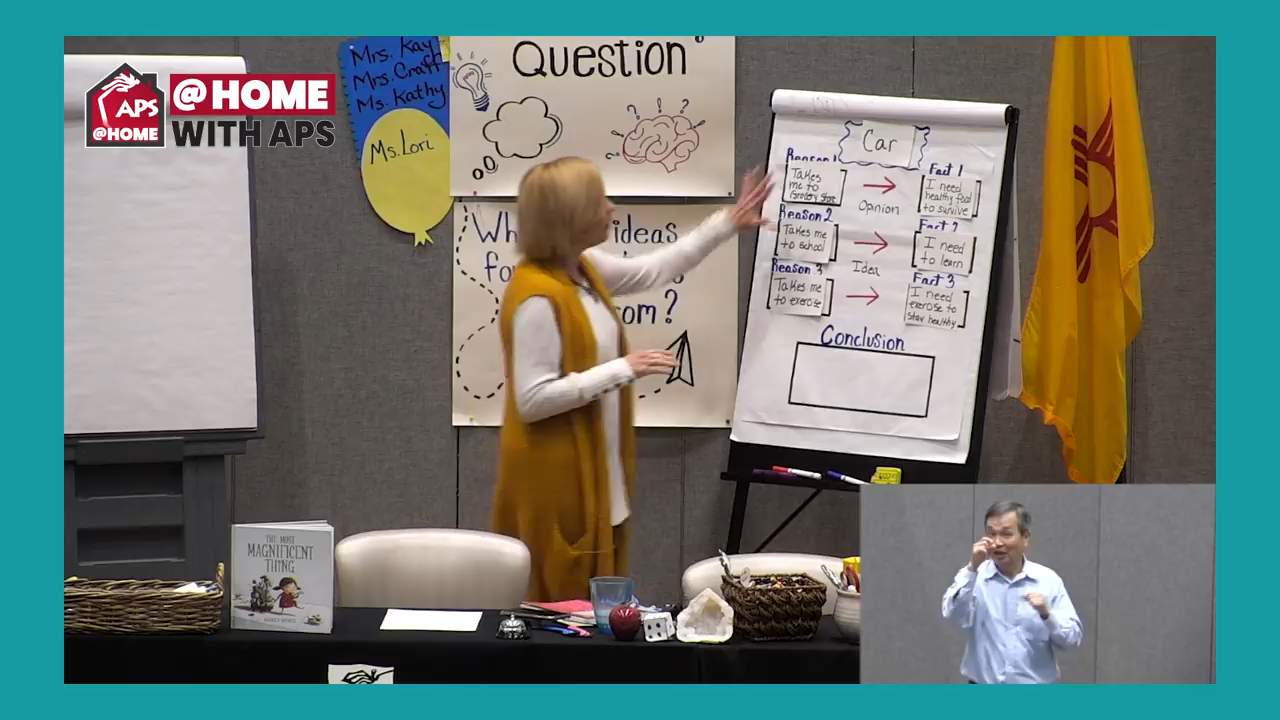 APS
@HOME
@HOME
WITH APS
Mrs. Kay
Mrs. Craft
Ms. Kathy
Ms. Lori
Question
ideas
?
Car
Reason 1
Takes
me to
Grocery Store
Opinion
Fact 1
I need
healthy food
to survive
Reason 2
Takes me
to school
Idea
Fact 2
I need
to learn
Reason 3
Takes me
to exercise
Fact 3
I need
exercise to
stay healthy
Conclusion
THE MOST
MAGNIFICENT
THING